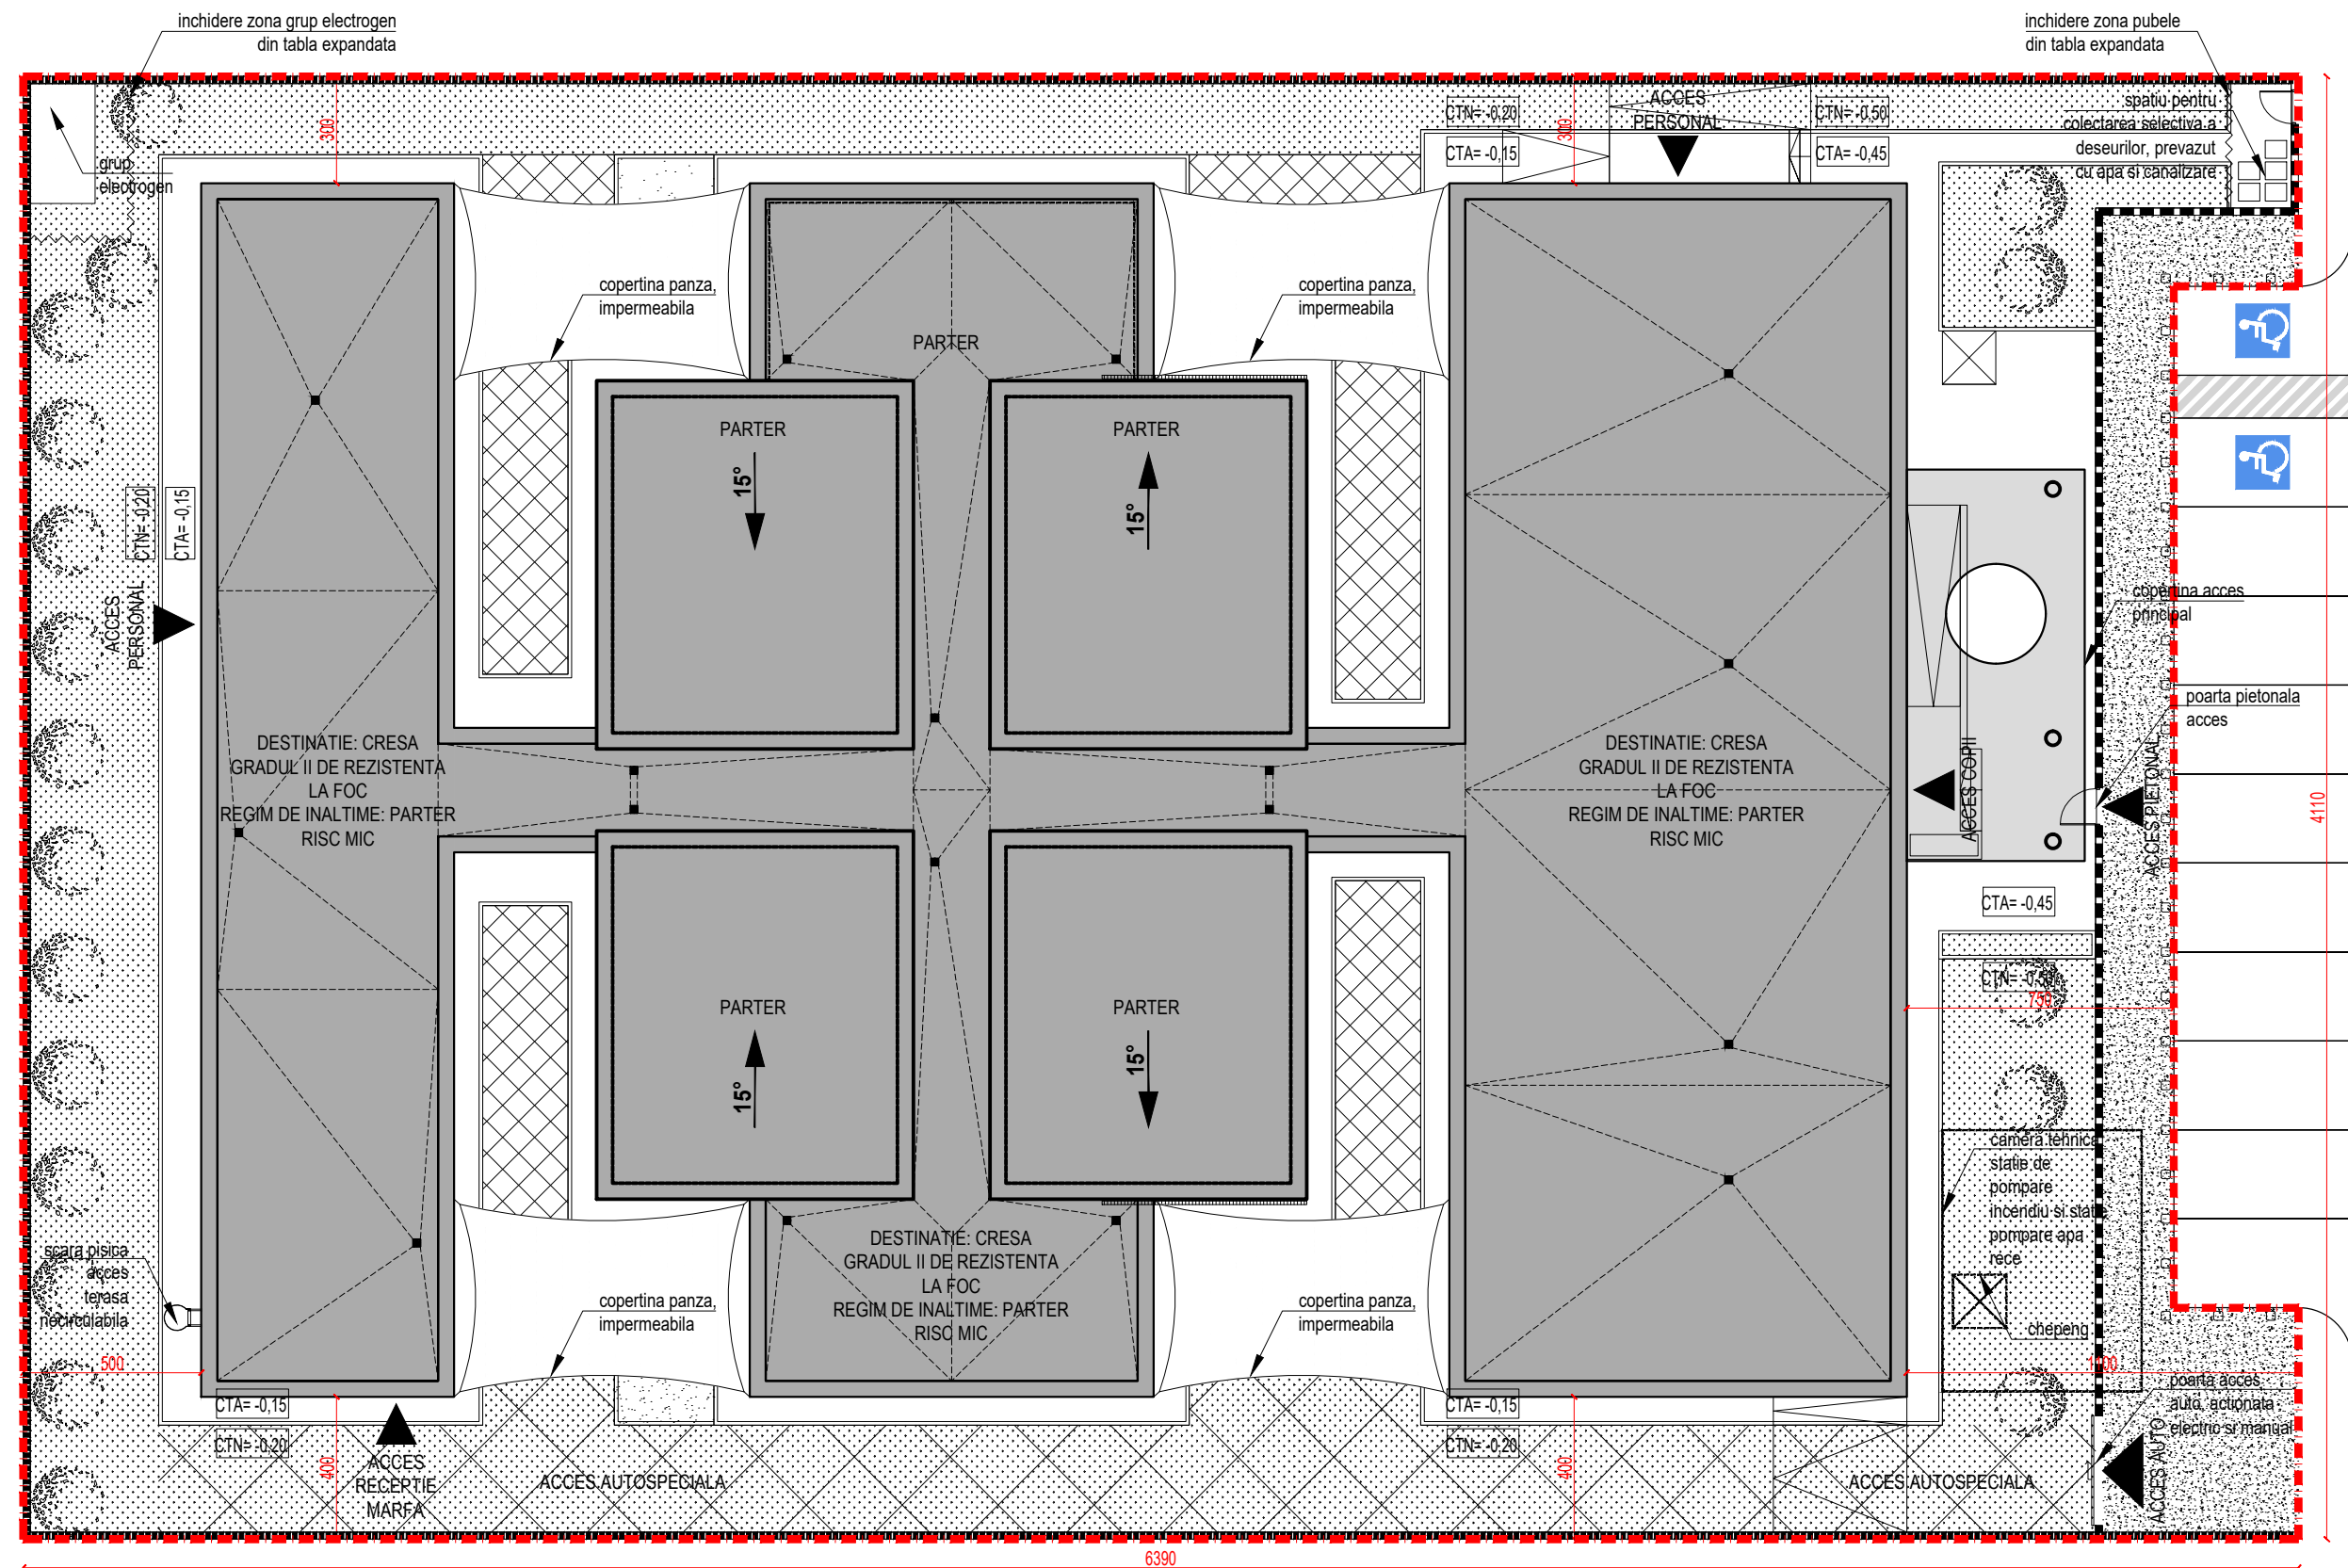 inchidere zona grup electrogen
din tabla expandata
inchidere zona pubele
din tabla expandata
grup
electrogen
300
CTN= -0,20
CTA= -0,15
300
ACCES
PERSONAL
CTN= -0,50
CTA= -0,45
spatiu pentru
colectarea selectiva a
deseurilor, prevazut
cu apa si canalizare
copertina panza,
impermeabila
PARTER
copertina panza,
impermeabila
PARTER
15°
PARTER
15°
CTN= -0,20
CTA= -0,15
ACCES
PERSONAL
copertina acces
principal
poarta pietonala
acces
DESTINATIE: CRESA
GRADUL II DE REZISTENTA
LA FOC
REGIM DE INALTIME: PARTER
RISC MIC
DESTINATIE: CRESA
GRADUL II DE REZISTENTA
LA FOC
REGIM DE INALTIME: PARTER
RISC MIC
ACCES COPII
ACCES PIETONAL
4110
CTA= -0,45
CTN= -0,50
750
PARTER
15°
PARTER
15°
camera tehnica
statie de
pompare
incendiu si statie
pompare apa
rece
chepeng
scara pisica
acces
terasa
necirculabila
DESTINATIE: CRESA
GRADUL II DE REZISTENTA
LA FOC
REGIM DE INALTIME: PARTER
RISC MIC
copertina panza,
impermeabila
copertina panza,
impermeabila
500
1100
CTA= -0,15
CTN= -0,20
400
ACCES
RECEPTIE
MARFA
ACCES AUTOSPECIALA
CTA= -0,15
CTN= -0,20
400
ACCES AUTOSPECIALA
poarta acces
auto, actionata
electric si manual
ACCES AUTO
6390